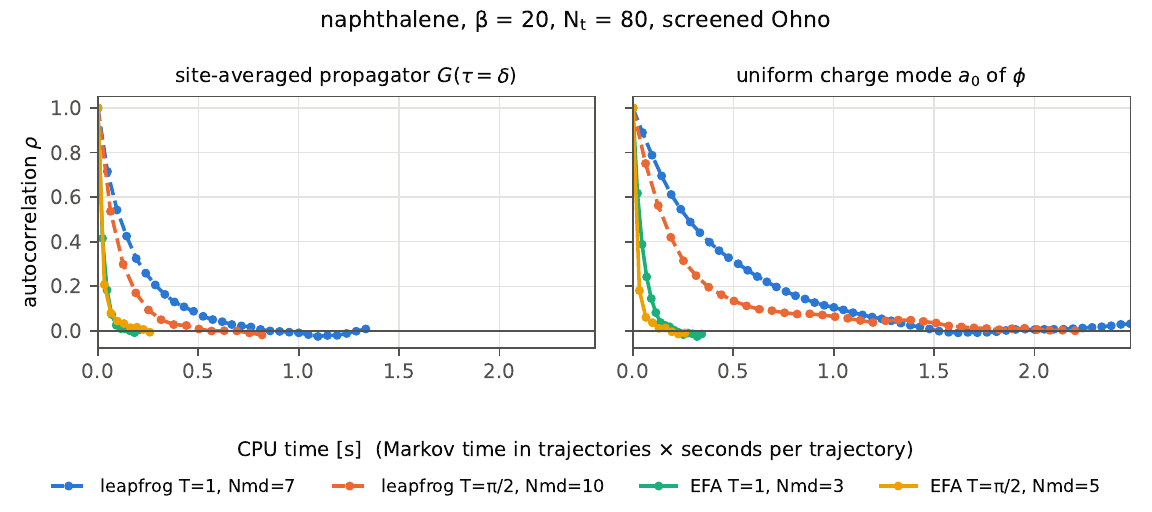 naphthalene, β = 20, Nₜ = 80, screened Ohno
site-averaged propagator G(τ = δ)
uniform charge mode a₀ of ϕ
autocorrelation ρ
1.0
0.8
0.6
0.4
0.2
0.0
0.0 0.5 1.0 1.5 2.0
0.0 0.5 1.0 1.5 2.0
CPU time [s] (Markov time in trajectories × seconds per trajectory)
leapfrog T=1, Nmd=7 leapfrog T=π/2, Nmd=10 EFA T=1, Nmd=3 EFA T=π/2, Nmd=5